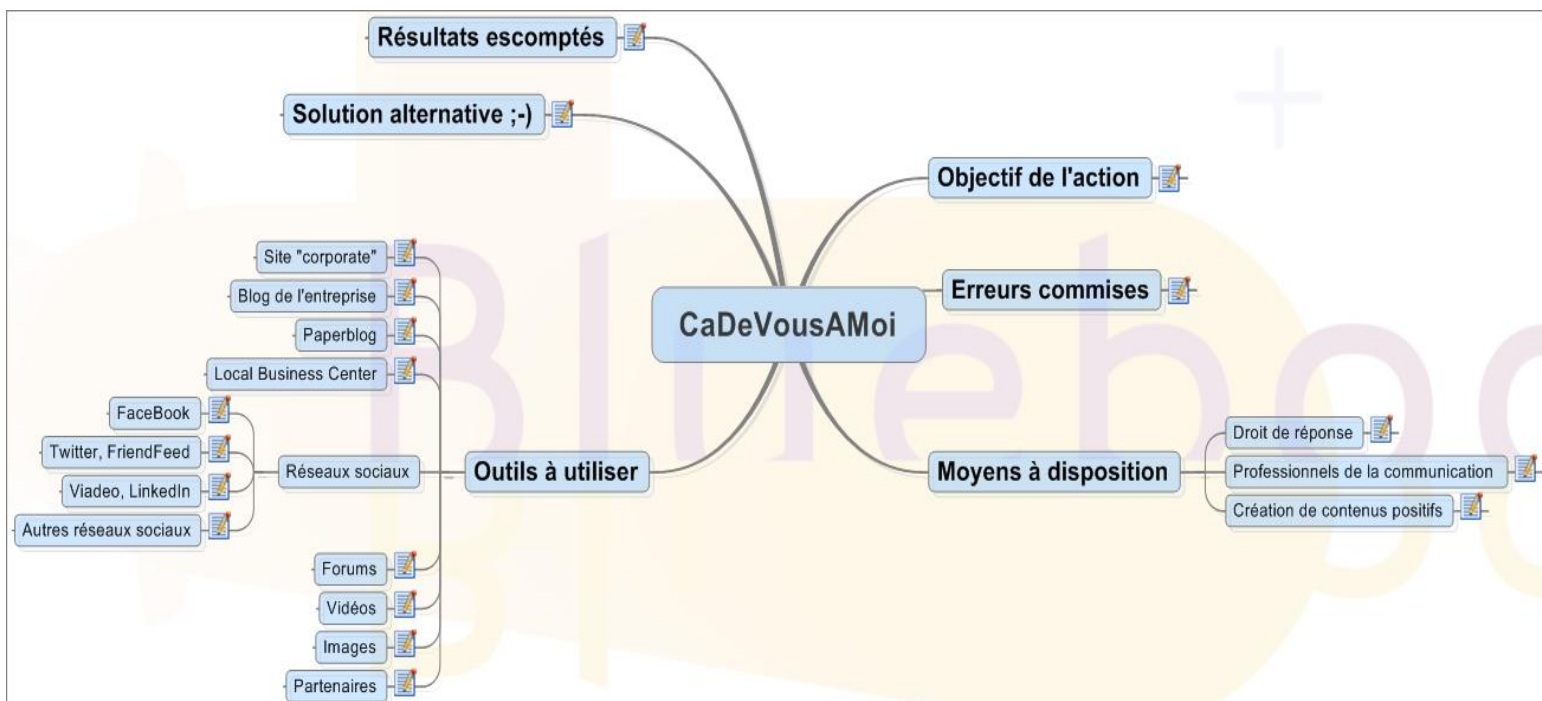 Résultats escomptés
Solution alternative ;-)
Objectif de l'action
Erreurs commises
CaDeVousAMoi
Moyens à disposition
Droit de réponse
Professionnels de la communication
Création de contenus positifs
Outils à utiliser
Site "corporate"
Blog de l'entreprise
Paperblog
Local Business Center
Réseaux sociaux
FaceBook
Twitter, FriendFeed
Viadeo, LinkedIn
Autres réseaux sociaux
Forums
Vidéos
Images
Partenaires